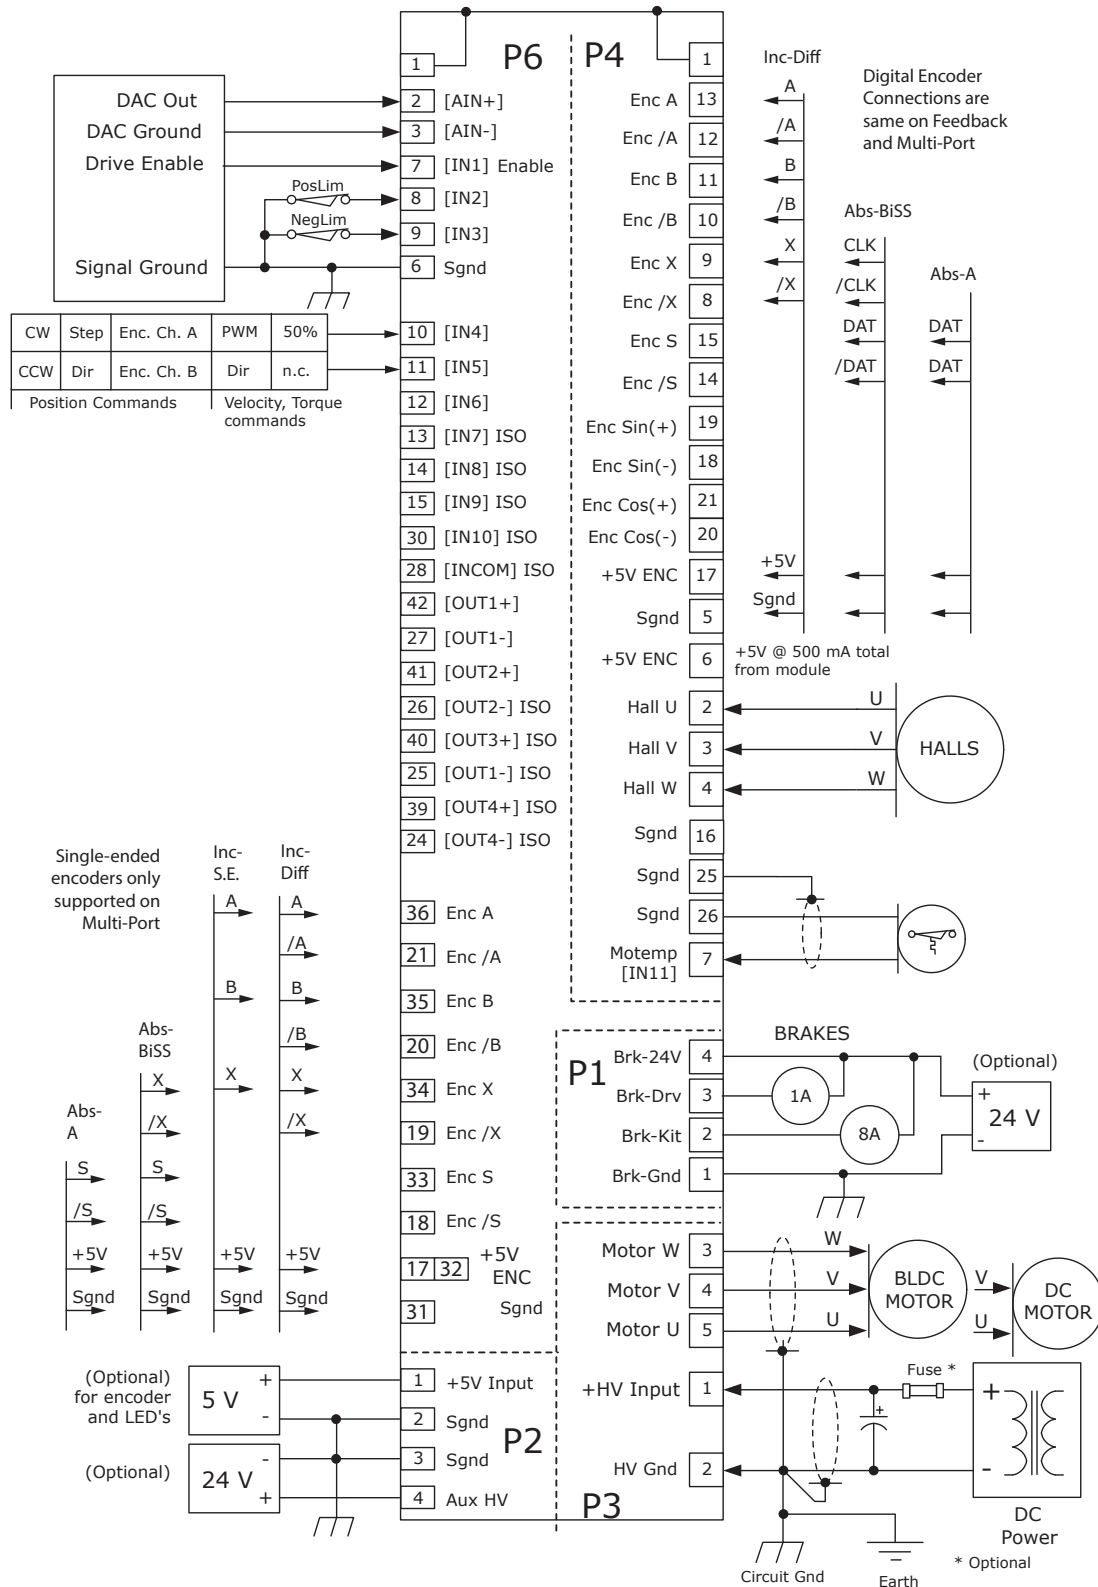 P6
P4
1
DAC Out
2 [AIN+]
DAC Ground
3 [AIN-]
Drive Enable
7 [IN1] Enable
PosLim
8 [IN2]
NegLim
9 [IN3]
Signal Ground
6 Sgnd
CW Step Enc. Ch. A PWM 50%
10 [IN4]
CCW Dir Enc. Ch. B Dir n.c.
11 [IN5]
Position Commands
Velocity, Torque
commands
12 [IN6]
13 [IN7] ISO
14 [IN8] ISO
15 [IN9] ISO
30 [IN10] ISO
28 [INCOM] ISO
42 [OUT1+]
27 [OUT1-]
41 [OUT2+]
26 [OUT2-] ISO
40 [OUT3+] ISO
25 [OUT1-] ISO
39 [OUT4+] ISO
24 [OUT4-] ISO
Single-ended
encoders only
supported on
Multi-Port
Inc-
S.E.
Inc-
Diff
Abs-
BiSS
Abs-
A
A
B
X
+5V
Sgnd
A
/A
B
/B
X
/X
+5V
Sgnd
X
/X
S
/S
+5V
Sgnd
S
/S
+5V
Sgnd
36 Enc A
21 Enc /A
35 Enc B
20 Enc /B
34 Enc X
19 Enc /X
33 Enc S
18 Enc /S
17 32 +5V
ENC
31 Sgnd
1
Enc A 13
Enc /A 12
Enc B 11
Enc /B 10
Enc X 9
Enc /X 8
Enc S 15
Enc /S 14
Enc Sin(+) 19
Enc Sin(-) 18
Enc Cos(+) 21
Enc Cos(-) 20
+5V ENC 17
Sgnd 5
+5V ENC 6
Hall U 2
Hall V 3
Hall W 4
Sgnd 16
Sgnd 25
Sgnd 26
Motemp
[IN11] 7
Inc-Diff
A
/A
B
/B
X
/X
+5V
Sgnd
Digital Encoder
Connections are
same on Feedback
and Multi-Port
Abs-BiSS
CLK
/CLK
DAT
/DAT
Abs-A
DAT
DAT
+5V @ 500 mA total
from module
U
V
W
HALLS
P1
BRAKES
(Optional)
Brk-24V 4
Brk-Drv 3
Brk-Kit 2
Brk-Gnd 1
1A
8A
+
24 V
-
Motor W 3
Motor V 4
Motor U 5
W
V
U
BLDC
MOTOR
V
U
DC
MOTOR
(Optional)
for encoder
and LED's
5 V
+
-
(Optional)
24 V
-
+
1 +5V Input
2 Sgnd
3 Sgnd
4 Aux HV
P2
P3
+HV Input 1
HV Gnd 2
Fuse *
+
+
-
DC
Power
* Optional
Circuit Gnd
Earth